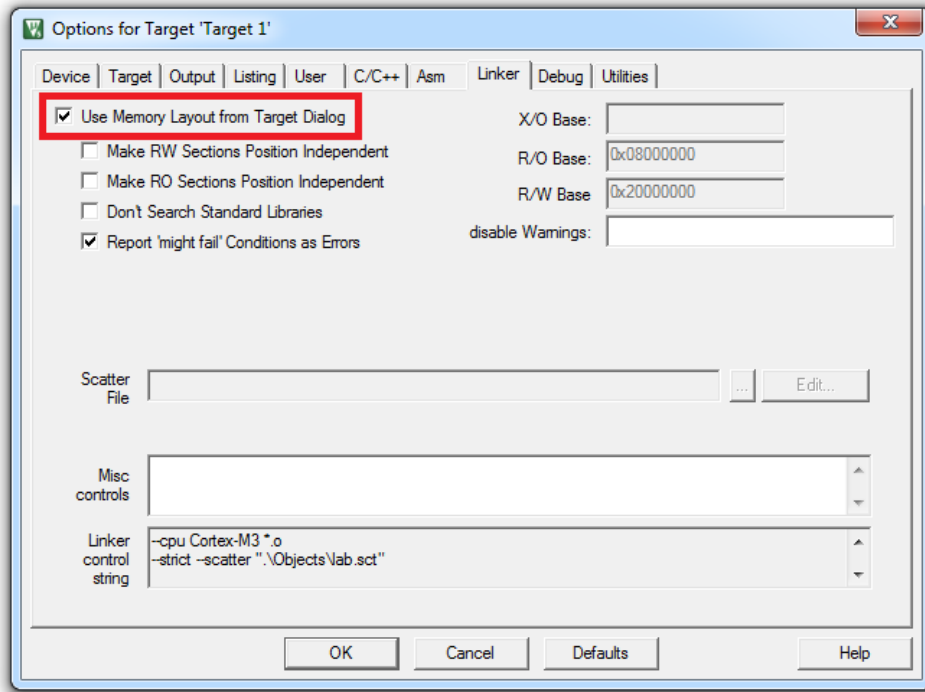 Options for Target 'Target 1'
Device Target Output Listing User C/C++ Asm Linker Debug Utilities
Use Memory Layout from Target Dialog
Make RW Sections Position Independent
Make RO Sections Position Independent
Don't Search Standard Libraries
Report 'might fail' Conditions as Errors
X/O Base:
R/O Base: 0x08000000
R/W Base 0x20000000
disable Warnings:
Scatter
File
... Edit...
Misc
controls
Linker
control
string
--cpu Cortex-M3 *.o
--strict --scatter ".\Objects\lab.sct"
OK Cancel Defaults Help